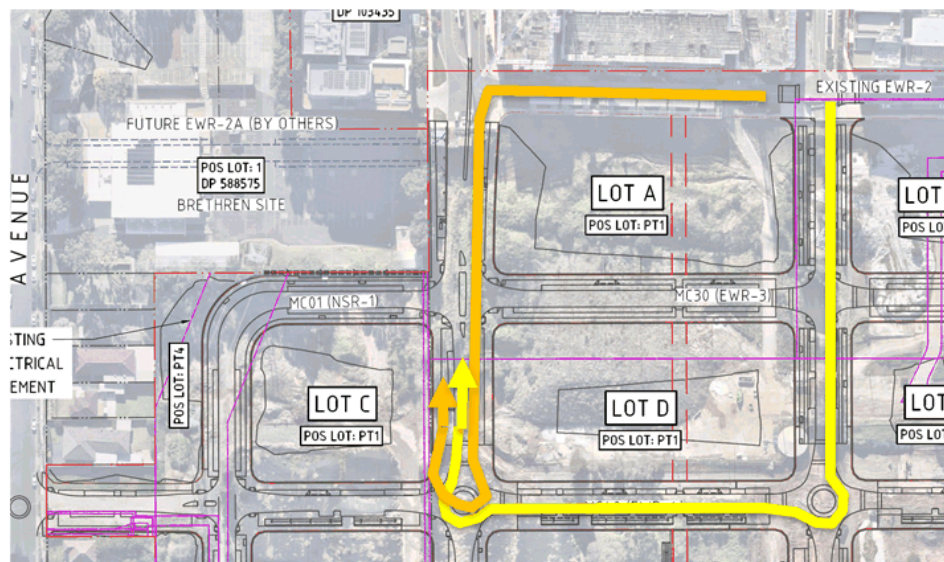 DP 103435
EXISTING EWR-2
FUTURE EWR-2A (BY OTHERS)
POS LOT: 1
DP 588575
BRETHREN SITE
AVENUE
LOT A
POS LOT: PT1
LOT
POS LOT
MC01 (NSR-1)
MC30 (EWR-3)
STING
CTRICAL
EMENT
POS LOT: PT4
LOT C
POS LOT: PT1
LOT D
POS LOT: PT1
LOT
POS LOT